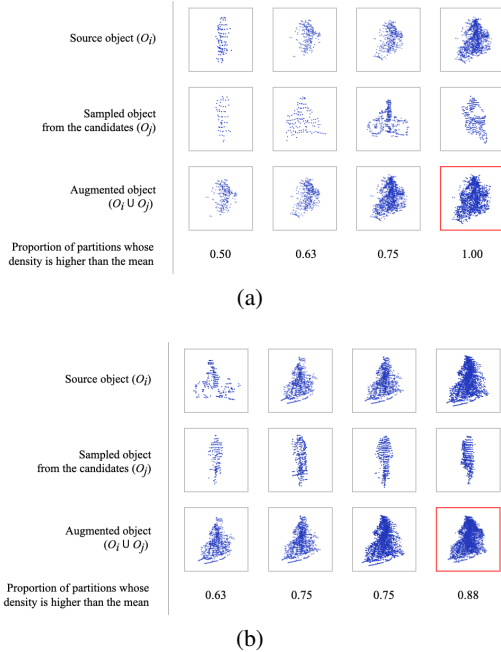 Source object (Oi)
Sampled object
from the candidates (Oj)
Augmented object
(Oi ∪ Oj)
Proportion of partitions whose
density is higher than the mean
0.50 0.63 0.75 1.00
(a)
Source object (Oi)
Sampled object
from the candidates (Oj)
Augmented object
(Oi ∪ Oj)
Proportion of partitions whose
density is higher than the mean
0.63 0.75 0.75 0.88
(b)